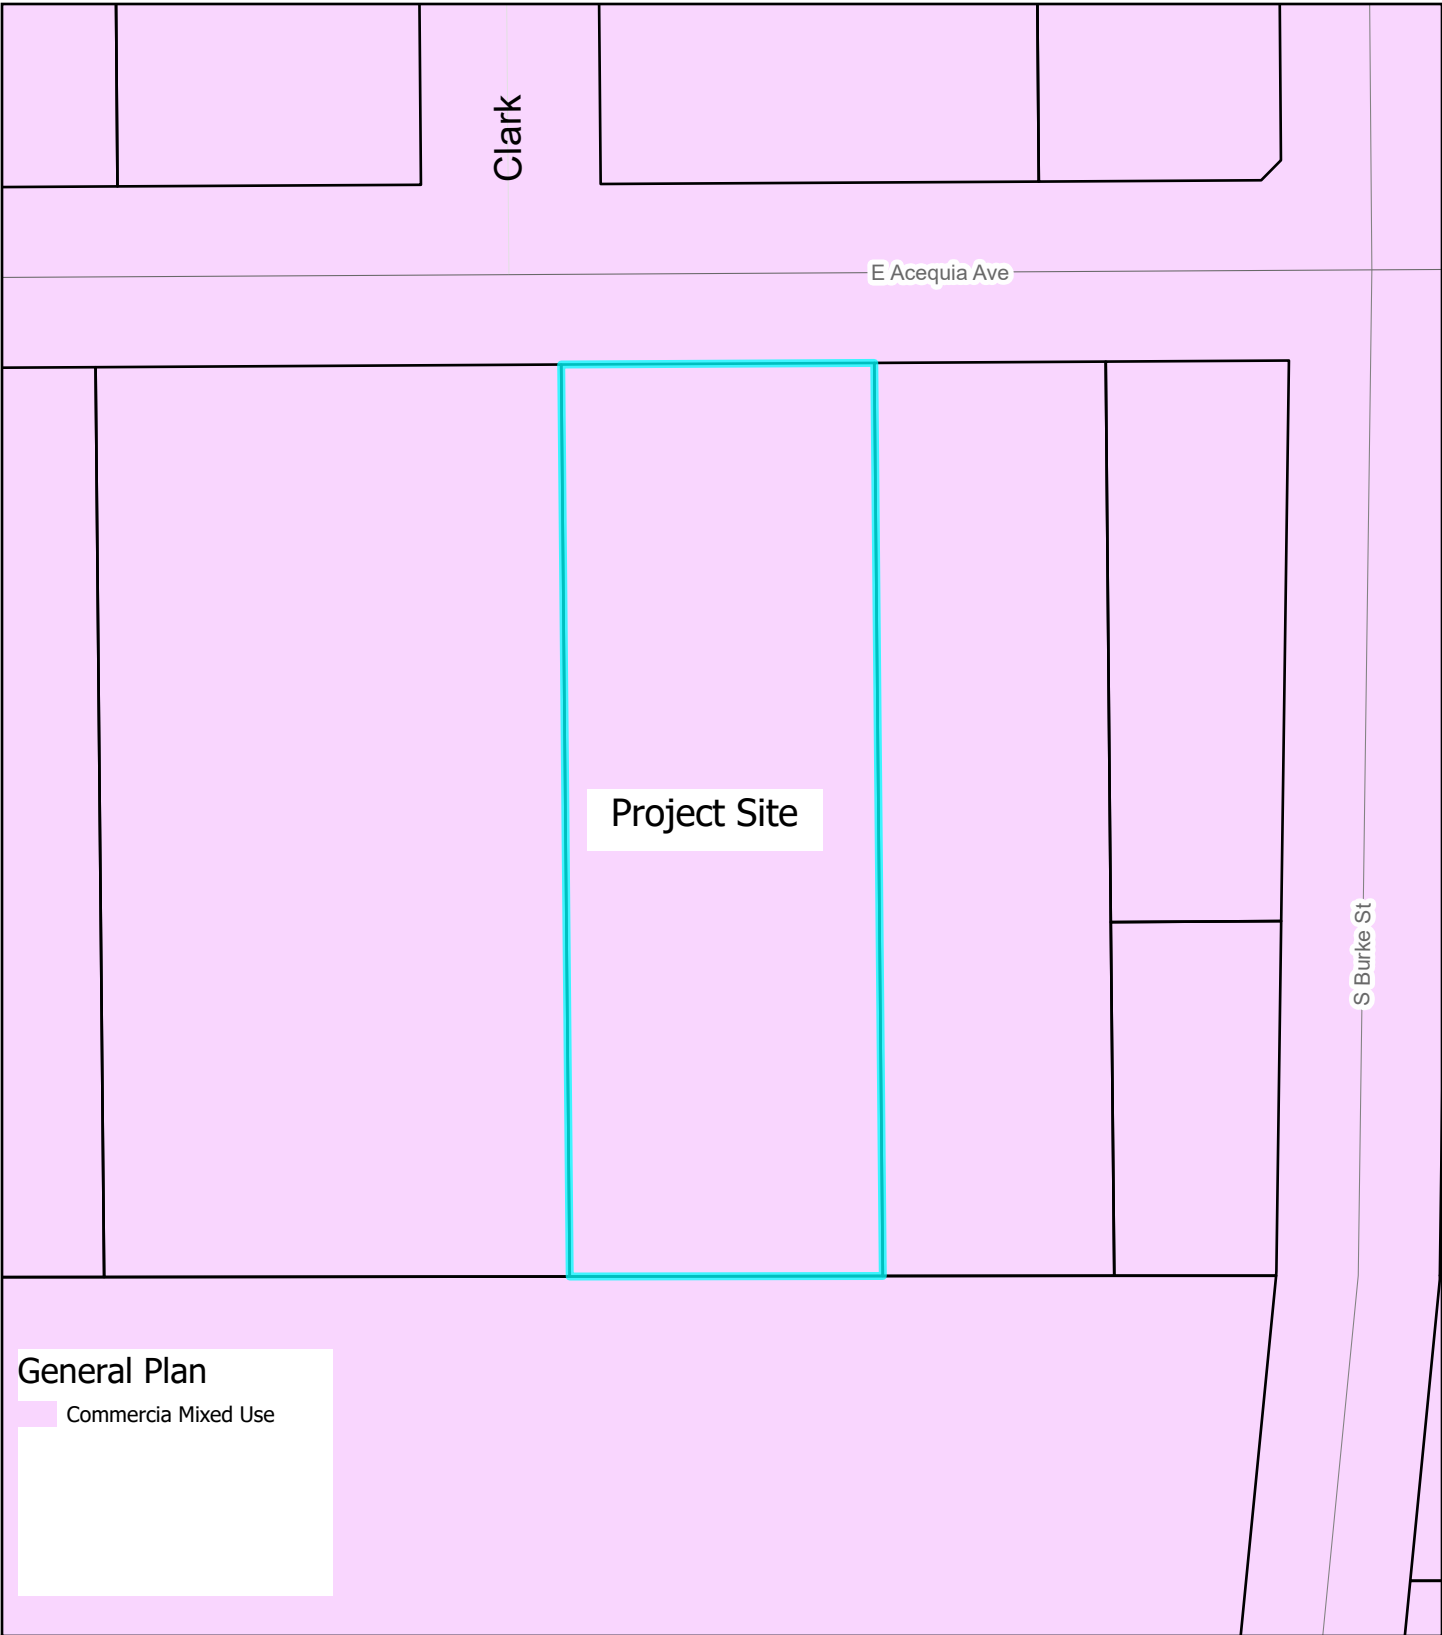 Clark
E Acequia Ave
Project Site
S Burke St
General Plan
Commercia Mixed Use